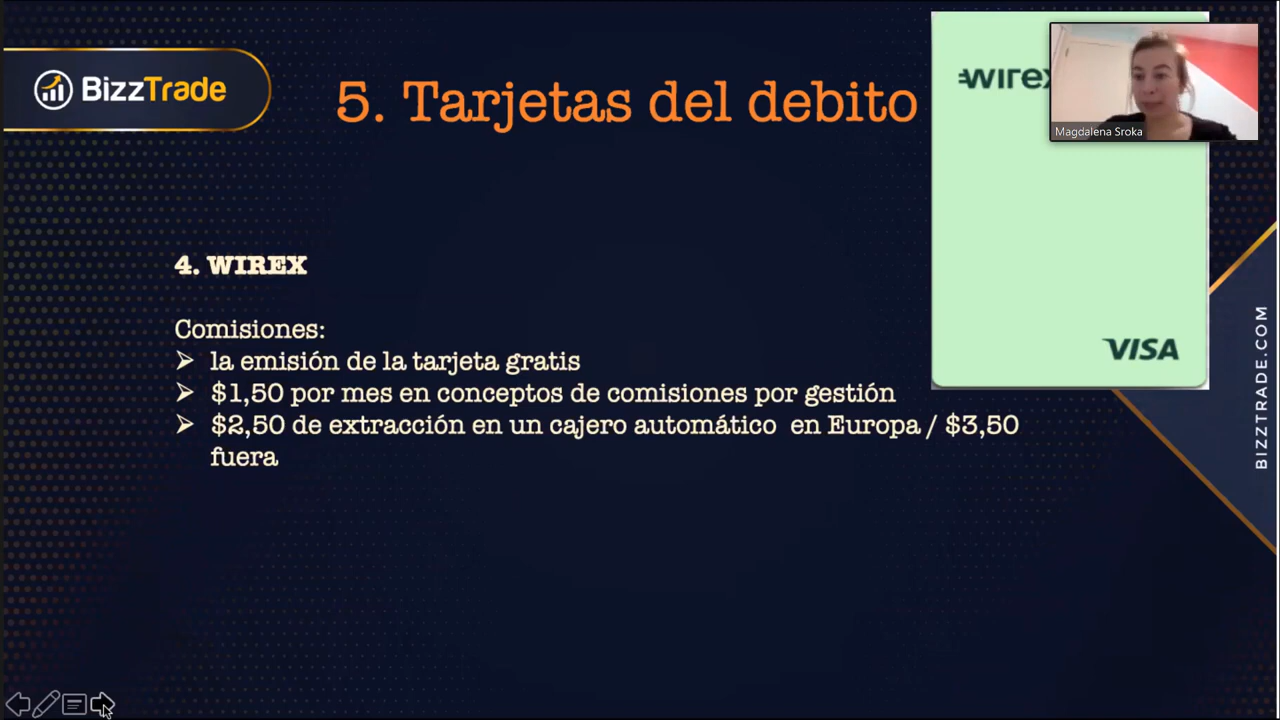 BizzTrade
5. Tarjetas del debito
wirex
Magdalena Sroka
4. WIREX
Comisiones:
➢ la emisión de la tarjeta gratis
➢ $1,50 por mes en conceptos de comisiones por gestión
➢ $2,50 de extracción en un cajero automático en Europa / $3,50
fuera
VISA
BIZZTRADE.COM